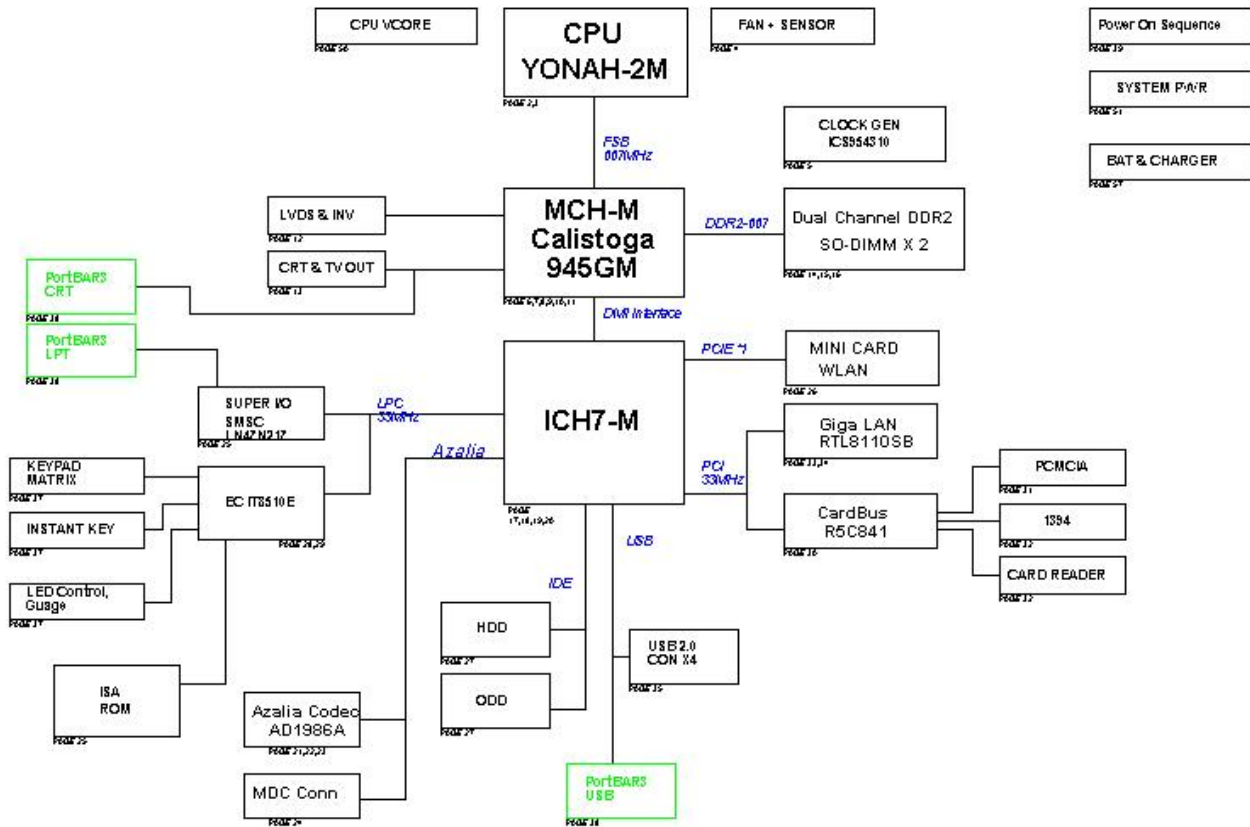 CPU VCORE
CPU
YONAH-2M
FAN + SENSOR
Power On Sequence
SYSTEM PWR
BAT & CHARGER
FSB
CLOCK GEN
ICS954310
LVDS & INV
MCH-M
Calistoga
945GM
DDR2-667
Dual Channel DDR2
SO-DIMM X 2
CRT & TV OUT
PortBAR3
CRT
PortBAR3
LPT
DMI Interface
PCIE *1
MINI CARD
WLAN
SUPER I/O
SMSC
LN47N217
LPC
33MHz
ICH7-M
Azalia
PCI
33MHz
Giga LAN
RTL8110SB
KEYPAD
MATRIX
EC IT8510E
INSTANT KEY
LED Control,
Guage
CardBus
R5C841
PCMCIA
1394
CARD READER
USB
IDE
HDD
ODD
USB 2.0
CON X4
ISA
ROM
Azalia Codec
AD1986A
MDC Conn
PortBAR3
USB